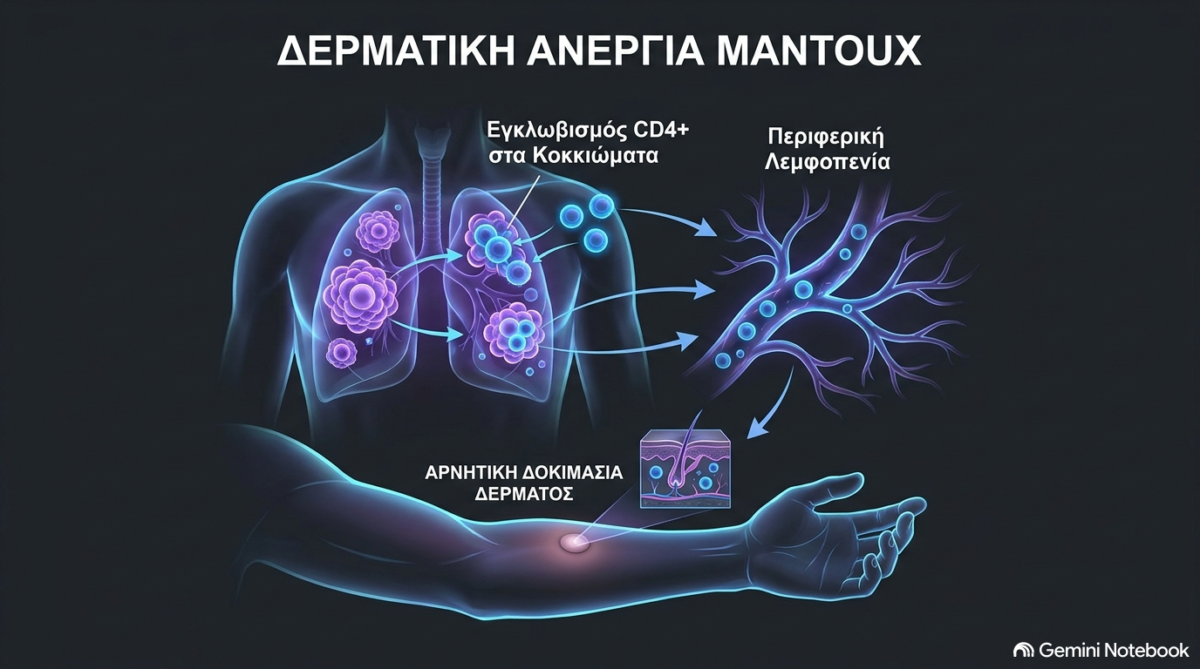 ΔΕΡΜΑΤΙΚΗ ΑΝΕΡΓΙΑ MANTOUX
Εγκλωβισμός CD4+
στα Κοκκιώματα
Περιφερική
Λεμφοπενία
ΑΡΝΗΤΙΚΗ ΔΟΚΙΜΑΣΙΑ
ΔΕΡΜΑΤΟΣ
Gemini Notebook